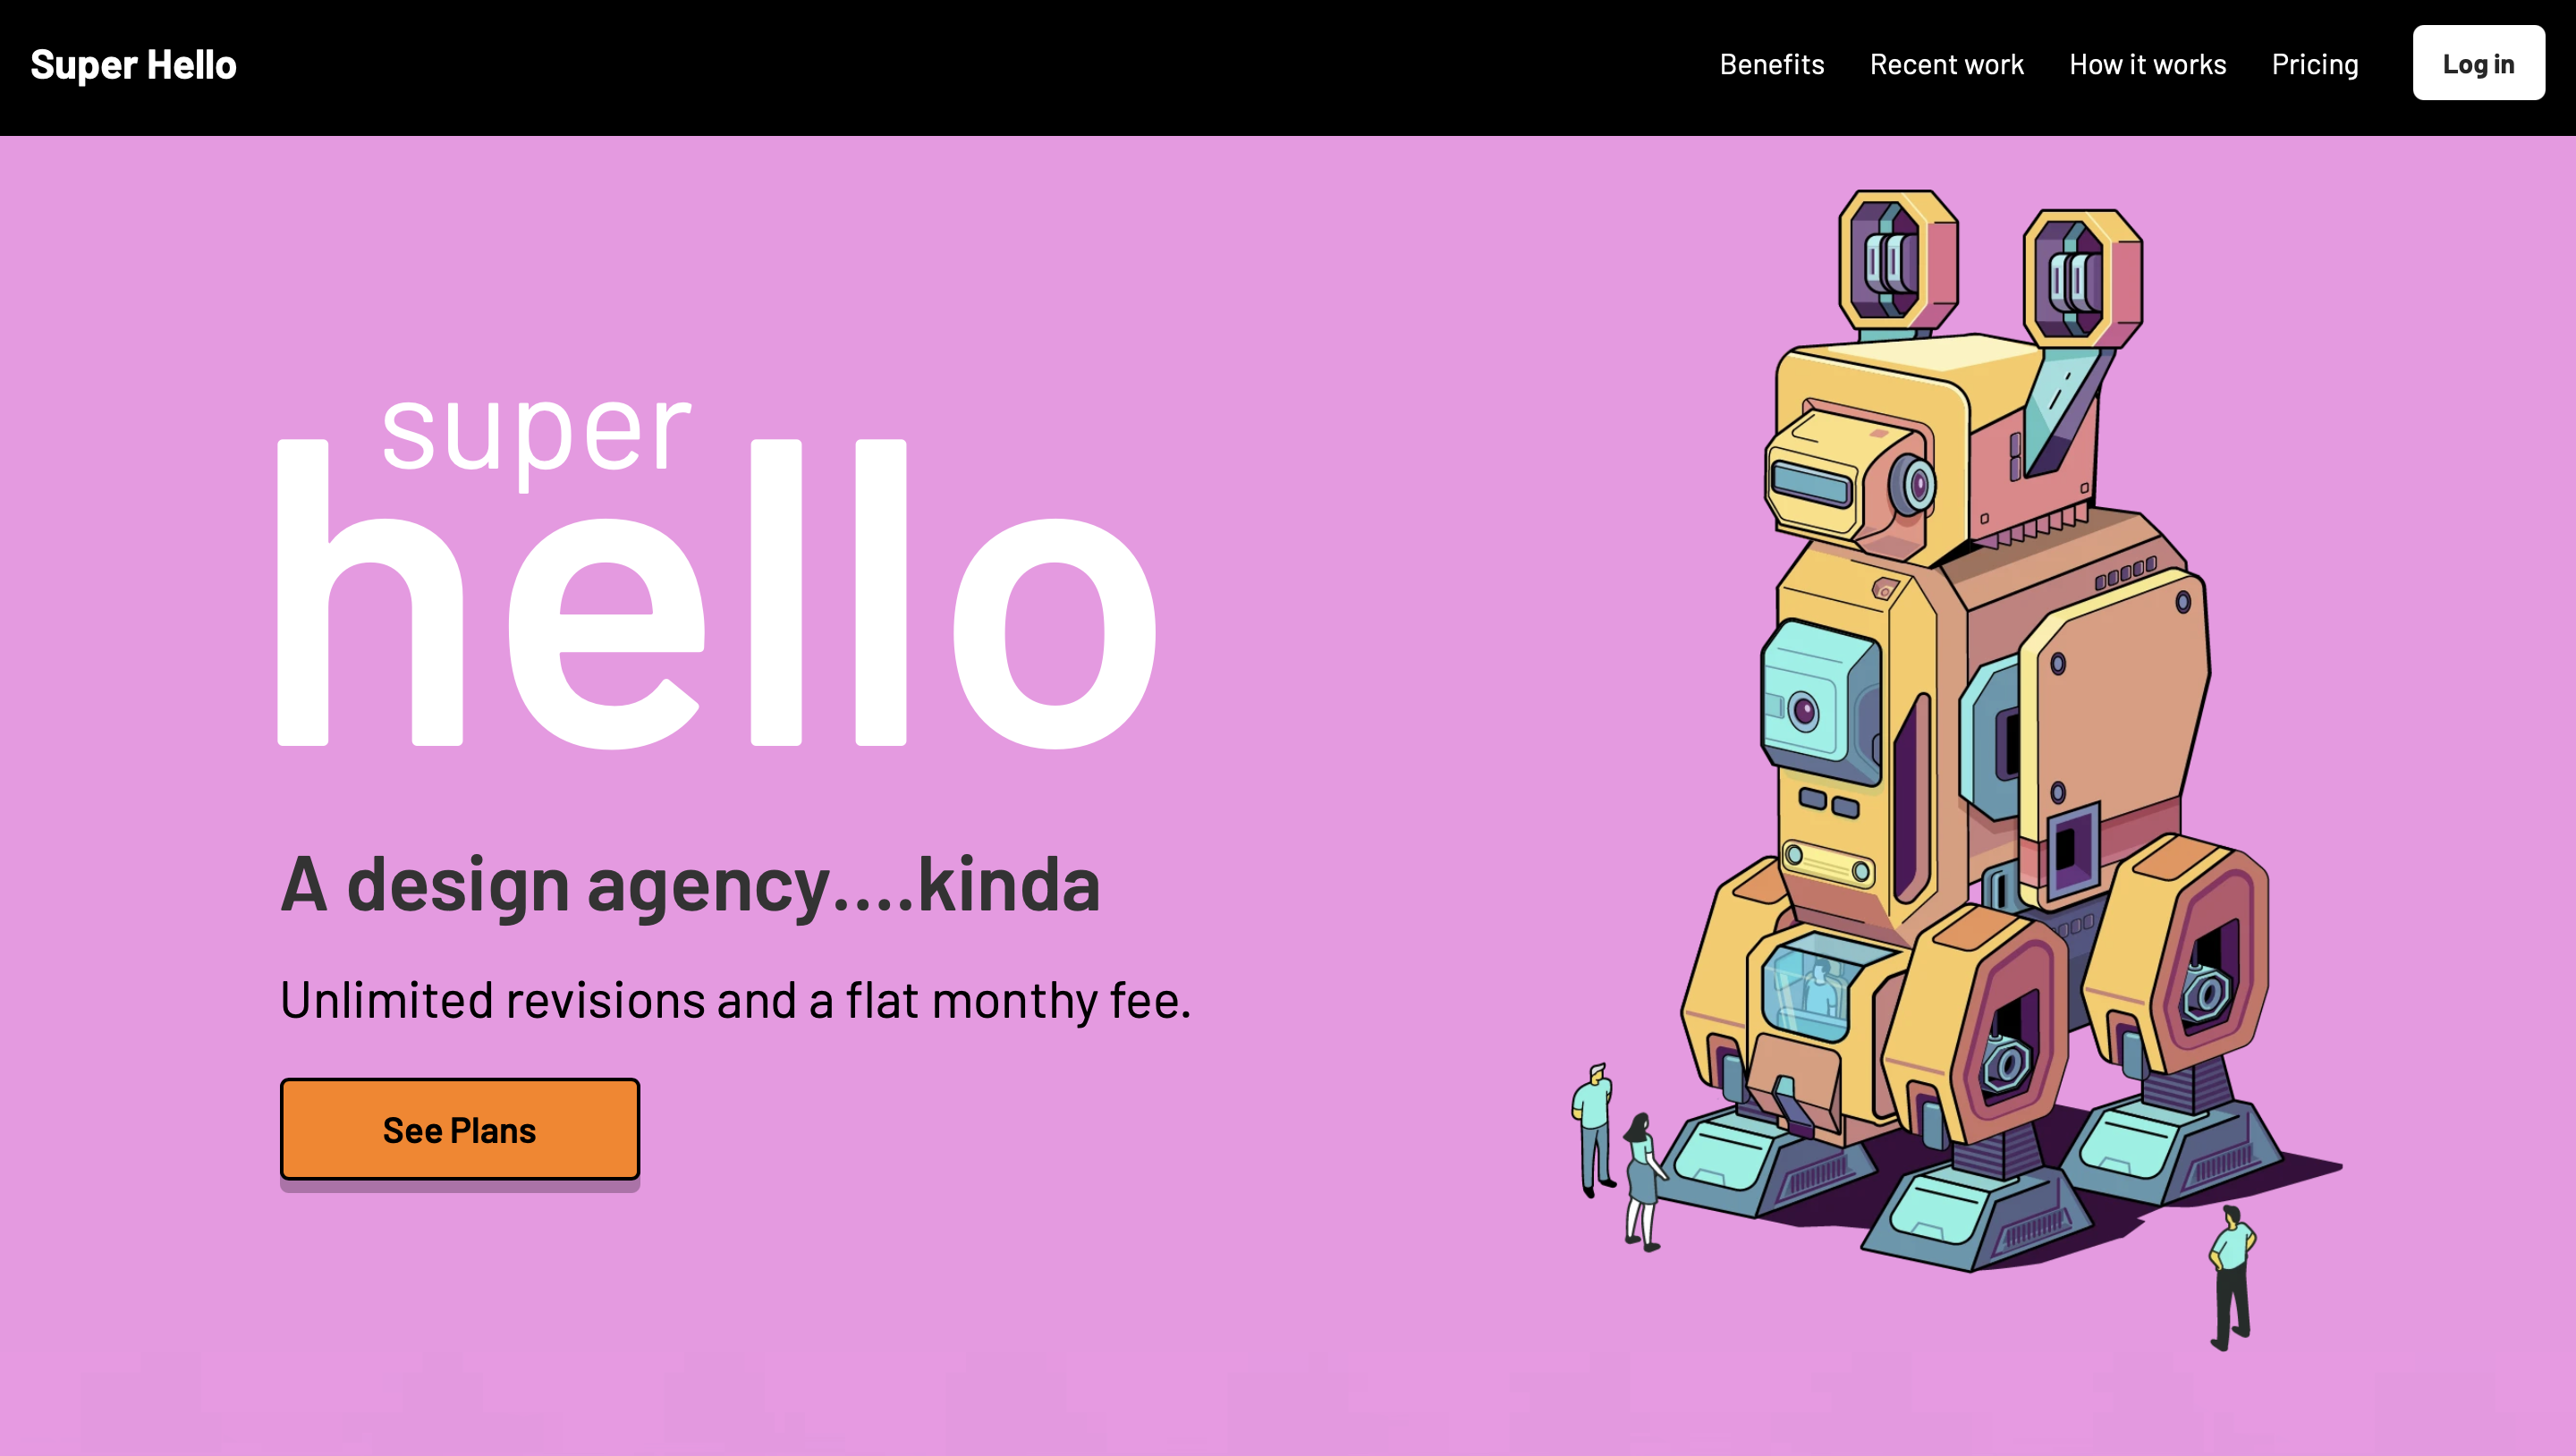 Super Hello
Benefits Recent work How it works Pricing Log in
super
hello
A design agency....kinda
Unlimited revisions and a flat monthy fee.
See Plans